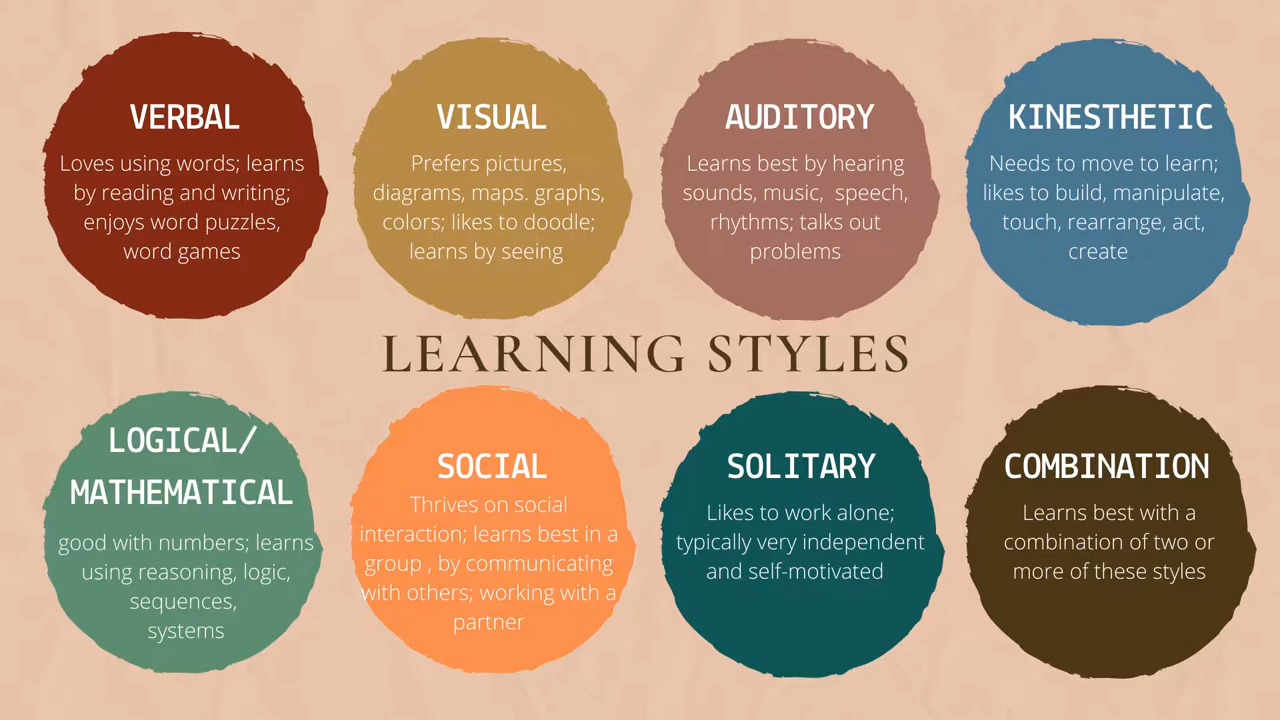 VERBAL
Loves using words; learns
by reading and writing;
enjoys word puzzles,
word games
VISUAL
Prefers pictures,
diagrams, maps. graphs,
colors; likes to doodle;
learns by seeing
AUDITORY
Learns best by hearing
sounds, music, speech,
rhythms; talks out
problems
KINESTHETIC
Needs to move to learn;
likes to build, manipulate,
touch, rearrange, act,
create
LEARNING STYLES
LOGICAL/
MATHEMATICAL
good with numbers; learns
using reasoning, logic,
sequences,
systems
SOCIAL
Thrives on social
interaction; learns best in a
group , by communicating
with others; working with a
partner
SOLITARY
Likes to work alone;
typically very independent
and self-motivated
COMBINATION
Learns best with a
combination of two or
more of these styles